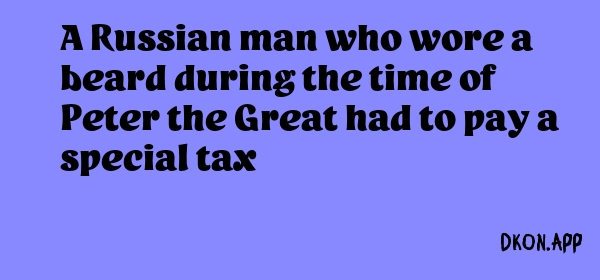 A Russian man who wore a
beard during the time of
Peter the Great had to pay a
special tax
DKON.APP